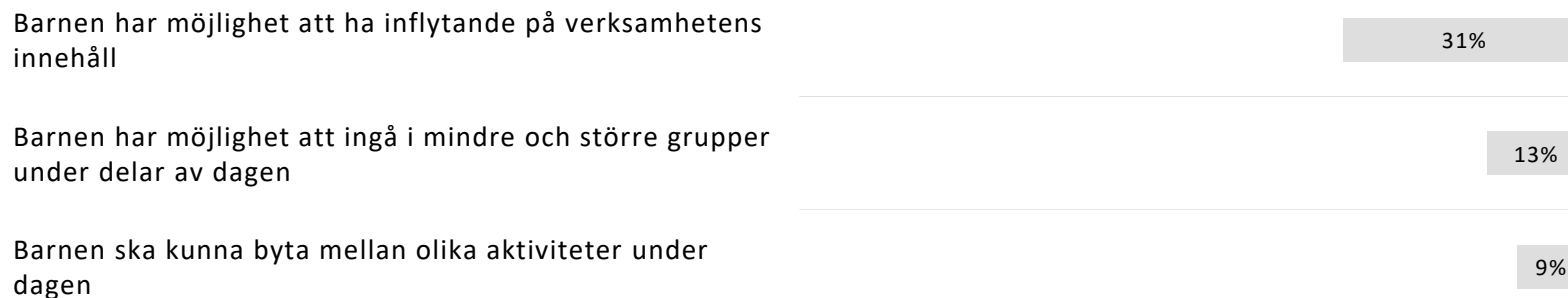 Barnen har möjlighet att ha inflytande på verksamhetens
innehåll
31%
Barnen har möjlighet att ingå i mindre och större grupper
under delar av dagen
13%
Barnen ska kunna byta mellan olika aktiviteter under
dagen
9%